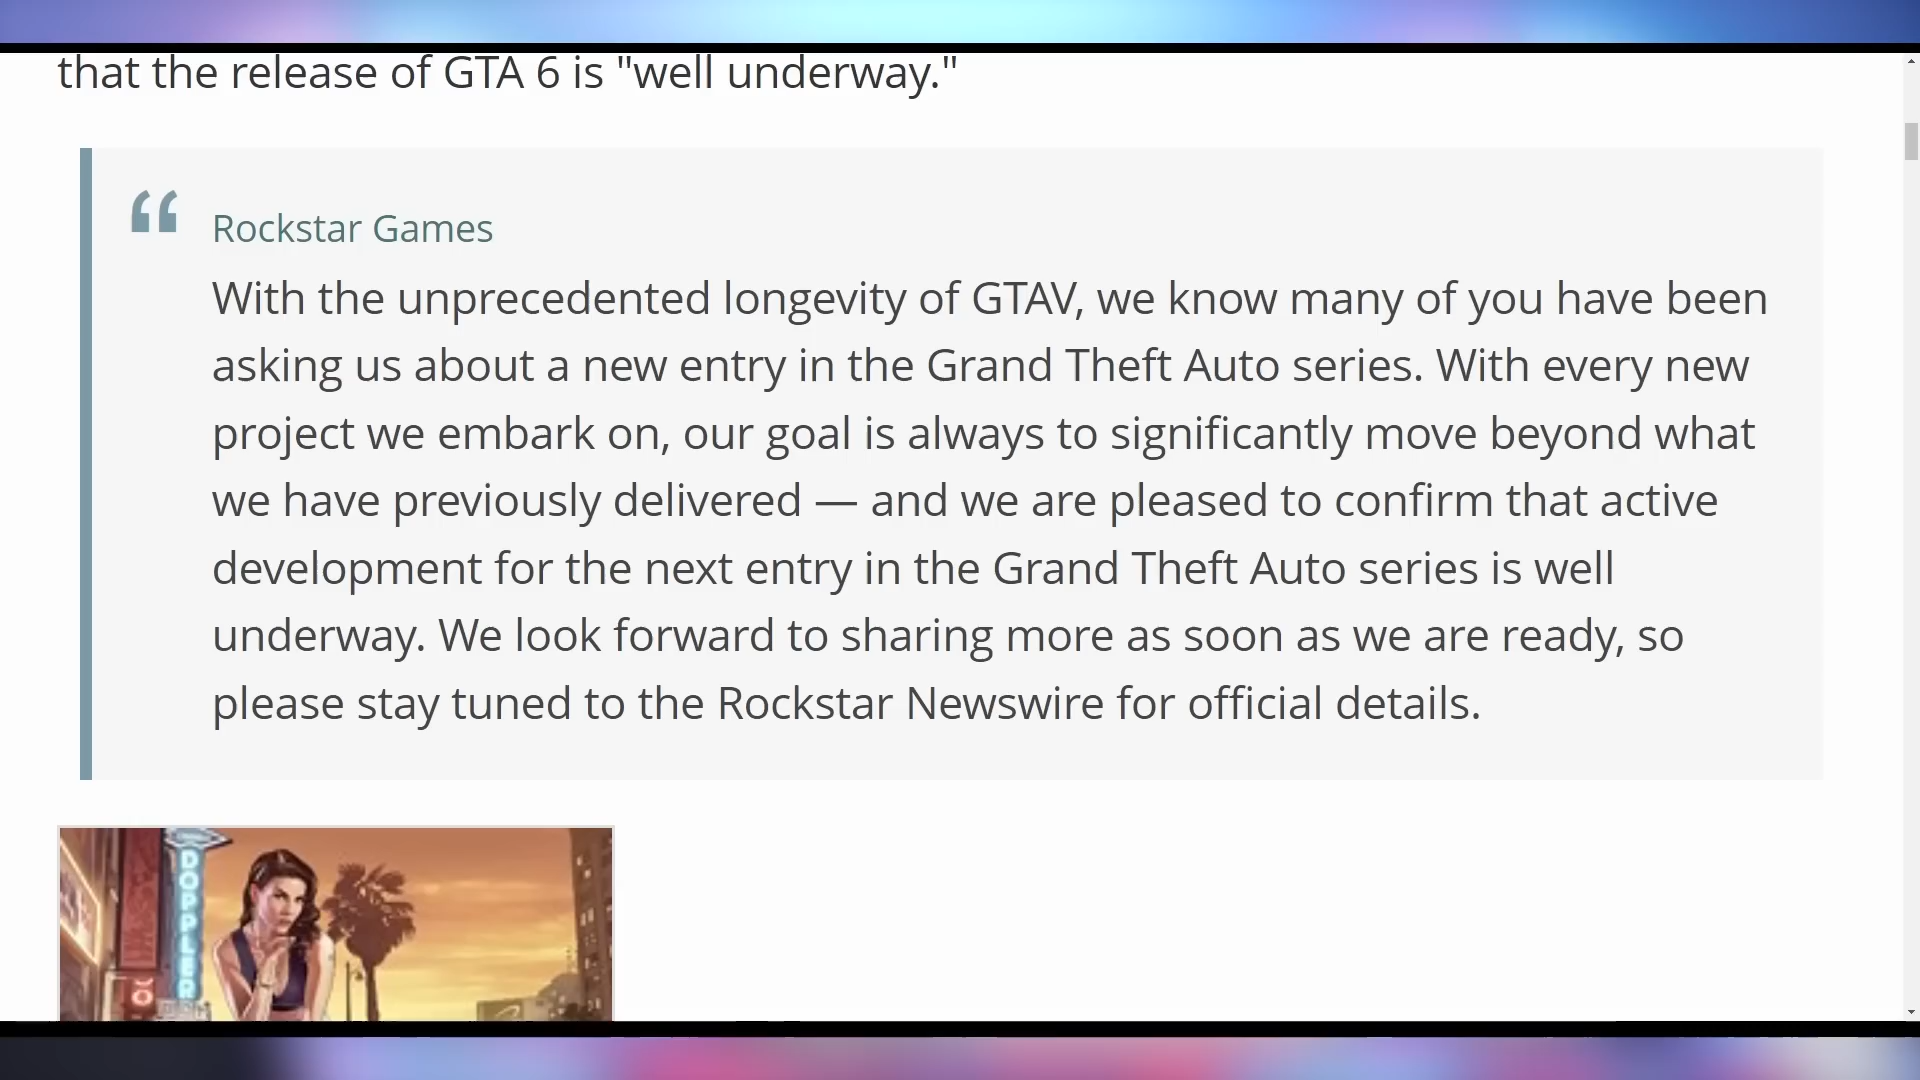 that the release of GTA 6 is "well underway."
Rockstar Games
With the unprecedented longevity of GTAV, we know many of you have been
asking us about a new entry in the Grand Theft Auto series. With every new
project we embark on, our goal is always to significantly move beyond what
we have previously delivered — and we are pleased to confirm that active
development for the next entry in the Grand Theft Auto series is well
underway. We look forward to sharing more as soon as we are ready, so
please stay tuned to the Rockstar Newswire for official details.
DOPPLER